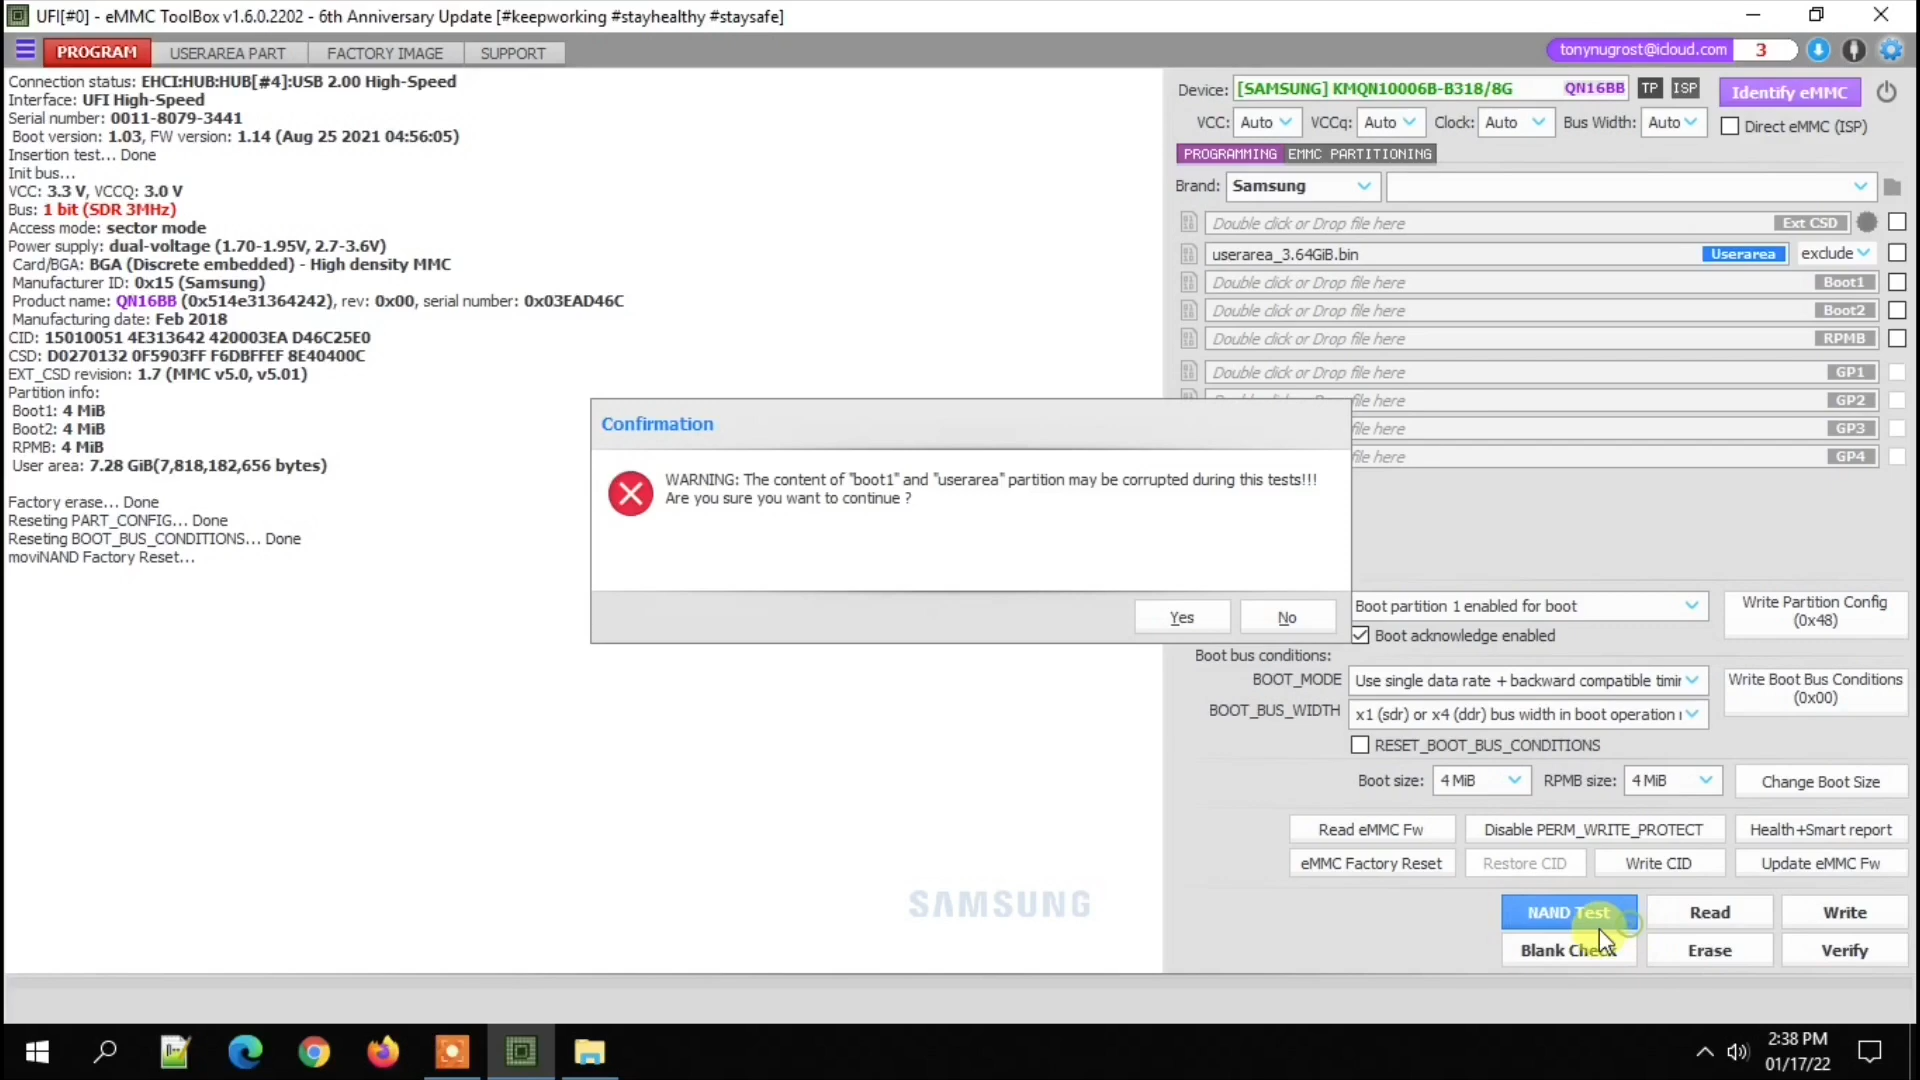 UFI[#0] - eMMC ToolBox v1.6.0.2202 - 6th Anniversary Update [#keepworking #stayhealthy #staysafe]
PROGRAM USERAREA PART FACTORY IMAGE SUPPORT
tonynugrost@icloud.com 3
Connection status: EHCI:HUB:HUB[#4]:USB 2.00 High-Speed
Interface: UFI High-Speed
Serial number: 0011-8079-3441
Boot version: 1.03, FW version: 1.14 (Aug 25 2021 04:56:05)
Insertion test... Done
Init bus...
VCC: 3.3 V, VCCQ: 3.0 V
Bus: 1 bit (SDR 3MHz)
Access mode: sector mode
Power supply: dual-voltage (1.70-1.95V, 2.7-3.6V)
Card/BGA: BGA (Discrete embedded) - High density MMC
Manufacturer ID: 0x15 (Samsung)
Product name: QN16BB (0x514e31364242), rev: 0x00, serial number: 0x03EAD46C
Manufacturing date: Feb 2018
CID: 15010051 4E313642 420003EA D46C25E0
CSD: D0270132 0F5903FF F6DBFFEF 8E40400C
EXT_CSD revision: 1.7 (MMC v5.0, v5.01)
Partition info:
Boot1: 4 MiB
Boot2: 4 MiB
RPMB: 4 MiB
User area: 7.28 GiB(7,818,182,656 bytes)
Factory erase... Done
Reseting PART_CONFIG... Done
Reseting BOOT_BUS_CONDITIONS... Done
moviNAND Factory Reset...
SAMSUNG
Device: [SAMSUNG] KMQN10006B-B318/8G QN16BB TP ISP Identify eMMC
VCC: Auto VCCq: Auto Clock: Auto Bus Width: Auto Direct eMMC (ISP)
PROGRAMMING EMMC PARTITIONING
Brand: Samsung
Double click or Drop file here Ext CSD
userarea_3.64GiB.bin Userarea exclude
Double click or Drop file here Boot1
Double click or Drop file here Boot2
Double click or Drop file here RPMB
Double click or Drop file here GP1
file here GP2
file here GP3
file here GP4
Confirmation
WARNING: The content of "boot1" and "userarea" partition may be corrupted during this tests!!!
Are you sure you want to continue ?
Yes No
Boot partition 1 enabled for boot Write Partition Config
(0x48)
Boot acknowledge enabled
Boot bus conditions:
BOOT_MODE Use single data rate + backward compatible timir Write Boot Bus Conditions
(0x00)
BOOT_BUS_WIDTH x1 (sdr) or x4 (ddr) bus width in boot operation
RESET_BOOT_BUS_CONDITIONS
Boot size: 4 MiB RPMB size: 4 MiB Change Boot Size
Read eMMC Fw Disable PERM_WRITE_PROTECT Health+Smart report
eMMC Factory Reset Restore CID Write CID Update eMMC Fw
NAND Test Read Write
Blank Check Erase Verify
2:38 PM
01/17/22